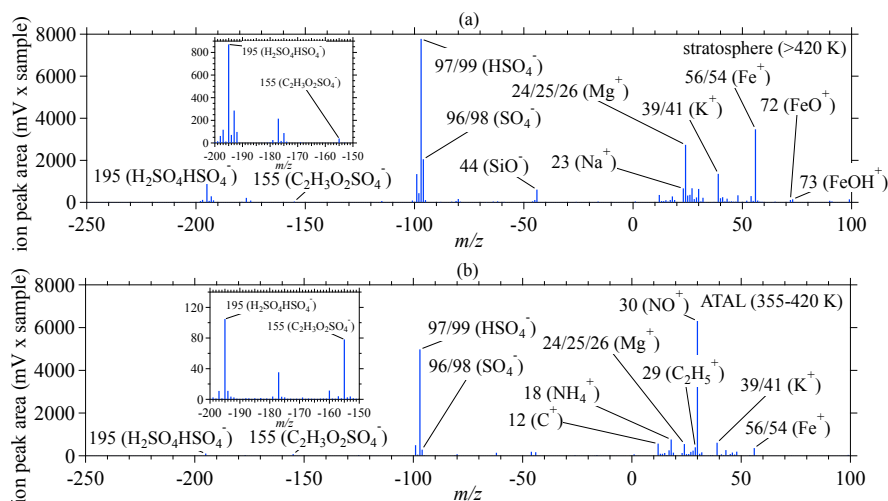 (a)
ion peak area (mV x sample)
8000
6000
4000
2000
0
800
600
400
200
0
195 (H₂SO₄HSO₄⁻)
155 (C₂H₃O₂SO₄⁻)
-200 -190 -180 -170 -160 -150
m/z
97/99 (HSO₄⁻)
96/98 (SO₄⁻)
stratosphere (>420 K)
56/54 (Fe⁺)
24/25/26 (Mg⁺)
39/41 (K⁺)
72 (FeO⁺)
44 (SiO⁻)
23 (Na⁺)
73 (FeOH⁺)
195 (H₂SO₄HSO₄⁻)
155 (C₂H₃O₂SO₄⁻)
-250 -200 -150 -100 -50 0 50 100
m/z
(b)
ion peak area (mV x sample)
8000
6000
4000
2000
0
120
80
40
0
195 (H₂SO₄HSO₄⁻)
155 (C₂H₃O₂SO₄⁻)
-200 -190 -180 -170 -160 -150
m/z
30 (NO⁺)
ATAL (355-420 K)
97/99 (HSO₄⁻)
24/25/26 (Mg⁺)
96/98 (SO₄⁻)
29 (C₂H₅⁺)
18 (NH₄⁺)
39/41 (K⁺)
12 (C⁺)
56/54 (Fe⁺)
195 (H₂SO₄HSO₄⁻)
155 (C₂H₃O₂SO₄⁻)
-250 -200 -150 -100 -50 0 50 100
m/z